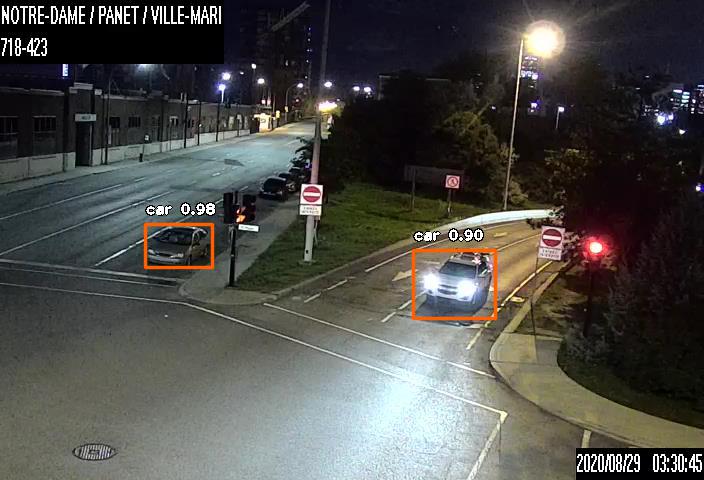 NOTRE-DAME / PANET / VILLE-MARI
718-423
car 0.98
car 0.90
2020/08/29 03:30:45